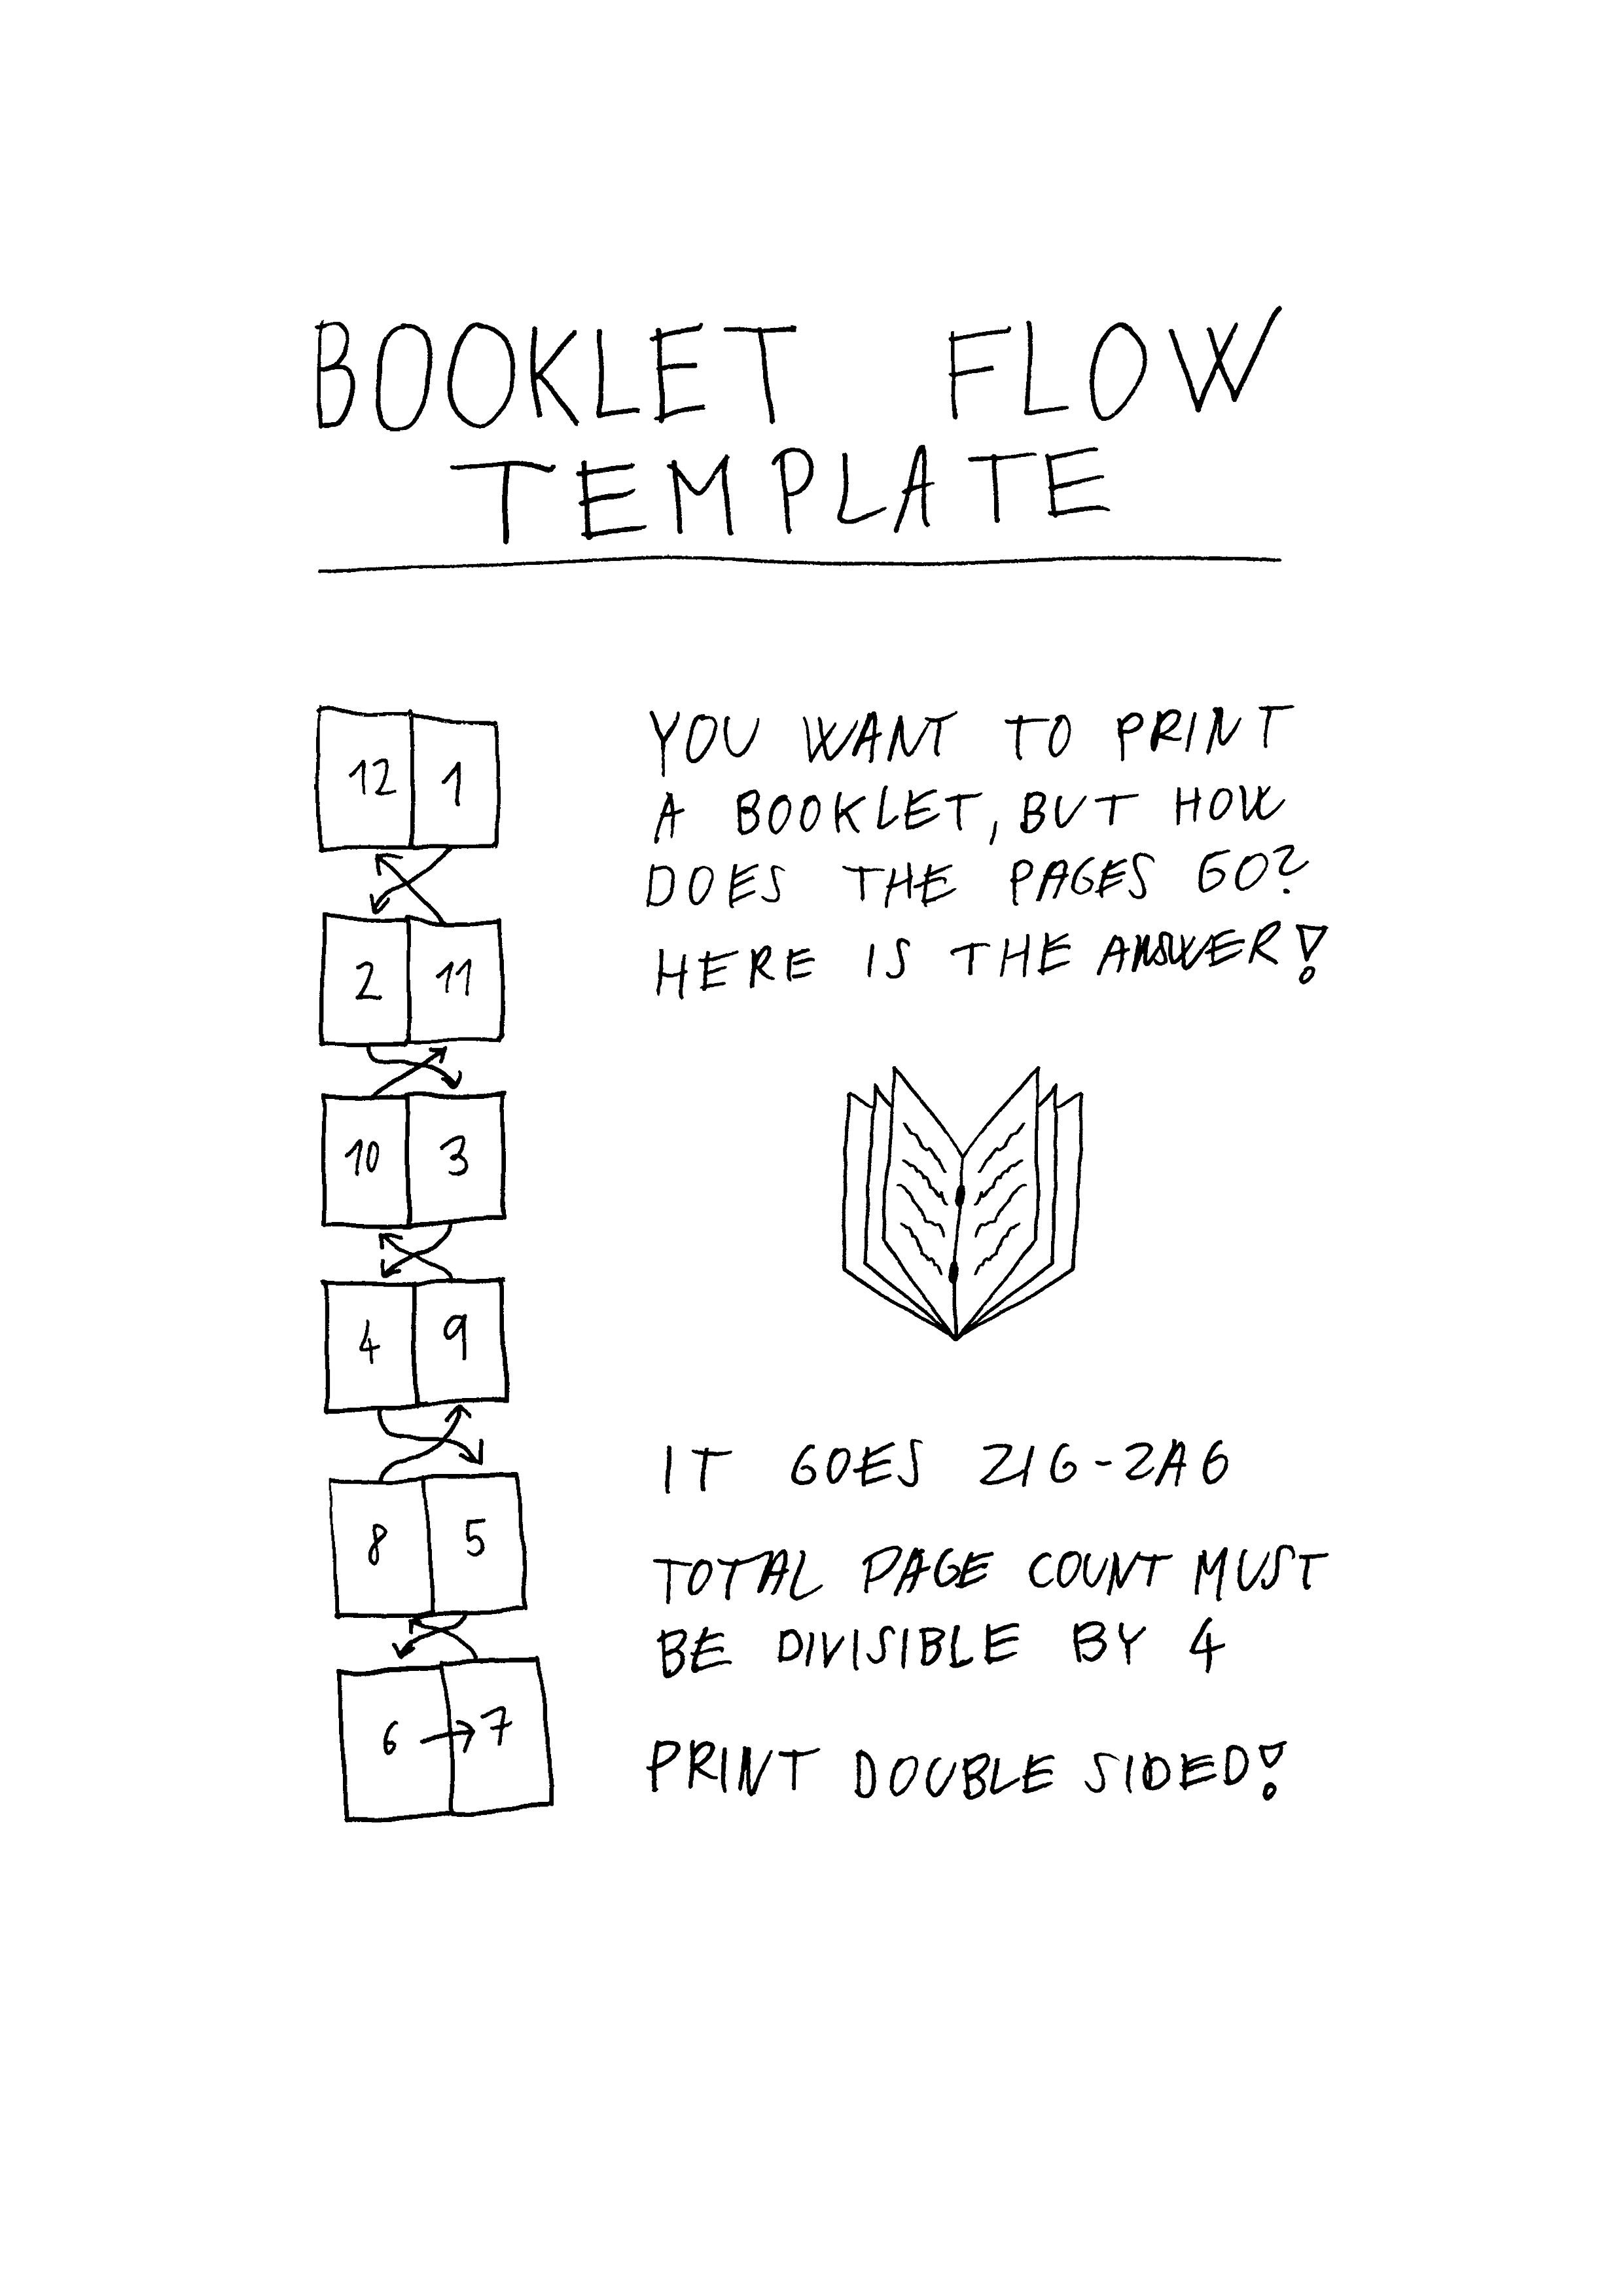 BOOKLET FLOW
TEMPLATE
12 1
2 11
10 3
4 9
8 5
6 7
YOU WANT TO PRINT
A BOOKLET, BUT HOW
DOES THE PAGES GO?
HERE IS THE ANSWER!
IT GOES ZIG-ZAG
TOTAL PAGE COUNT MUST
BE DIVISIBLE BY 4
PRINT DOUBLE SIDED!